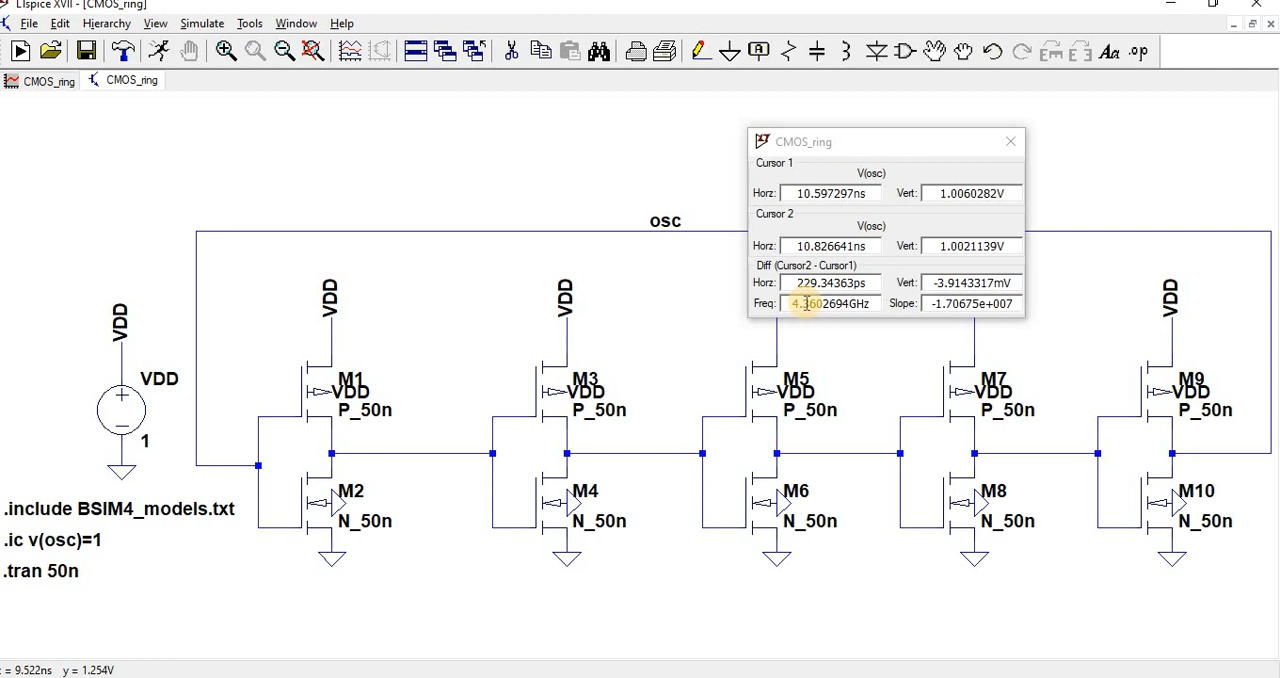 LTspice XVII - [CMOS_ring]
File Edit Hierarchy View Simulate Tools Window Help
Aa .op
CMOS_ring CMOS_ring
CMOS_ring
Cursor 1
V(osc)
Horz: 10.597297ns Vert: 1.0060282V
Cursor 2
V(osc)
Horz: 10.826641ns Vert: 1.0021139V
Diff (Cursor2 - Cursor1)
Horz: 229.34363ps Vert: -3.9143317mV
Freq: 4.3602694GHz Slope: -1.70675e+007
osc
VDD VDD VDD VDD
VDD
1
M1 M3 M5 M7 M9
VDD VDD VDD VDD VDD
P_50n P_50n P_50n P_50n P_50n
M2 M4 M6 M8 M10
N_50n N_50n N_50n N_50n N_50n
.include BSIM4_models.txt
.ic v(osc)=1
.tran 50n
= 9.522ns y = 1.254V